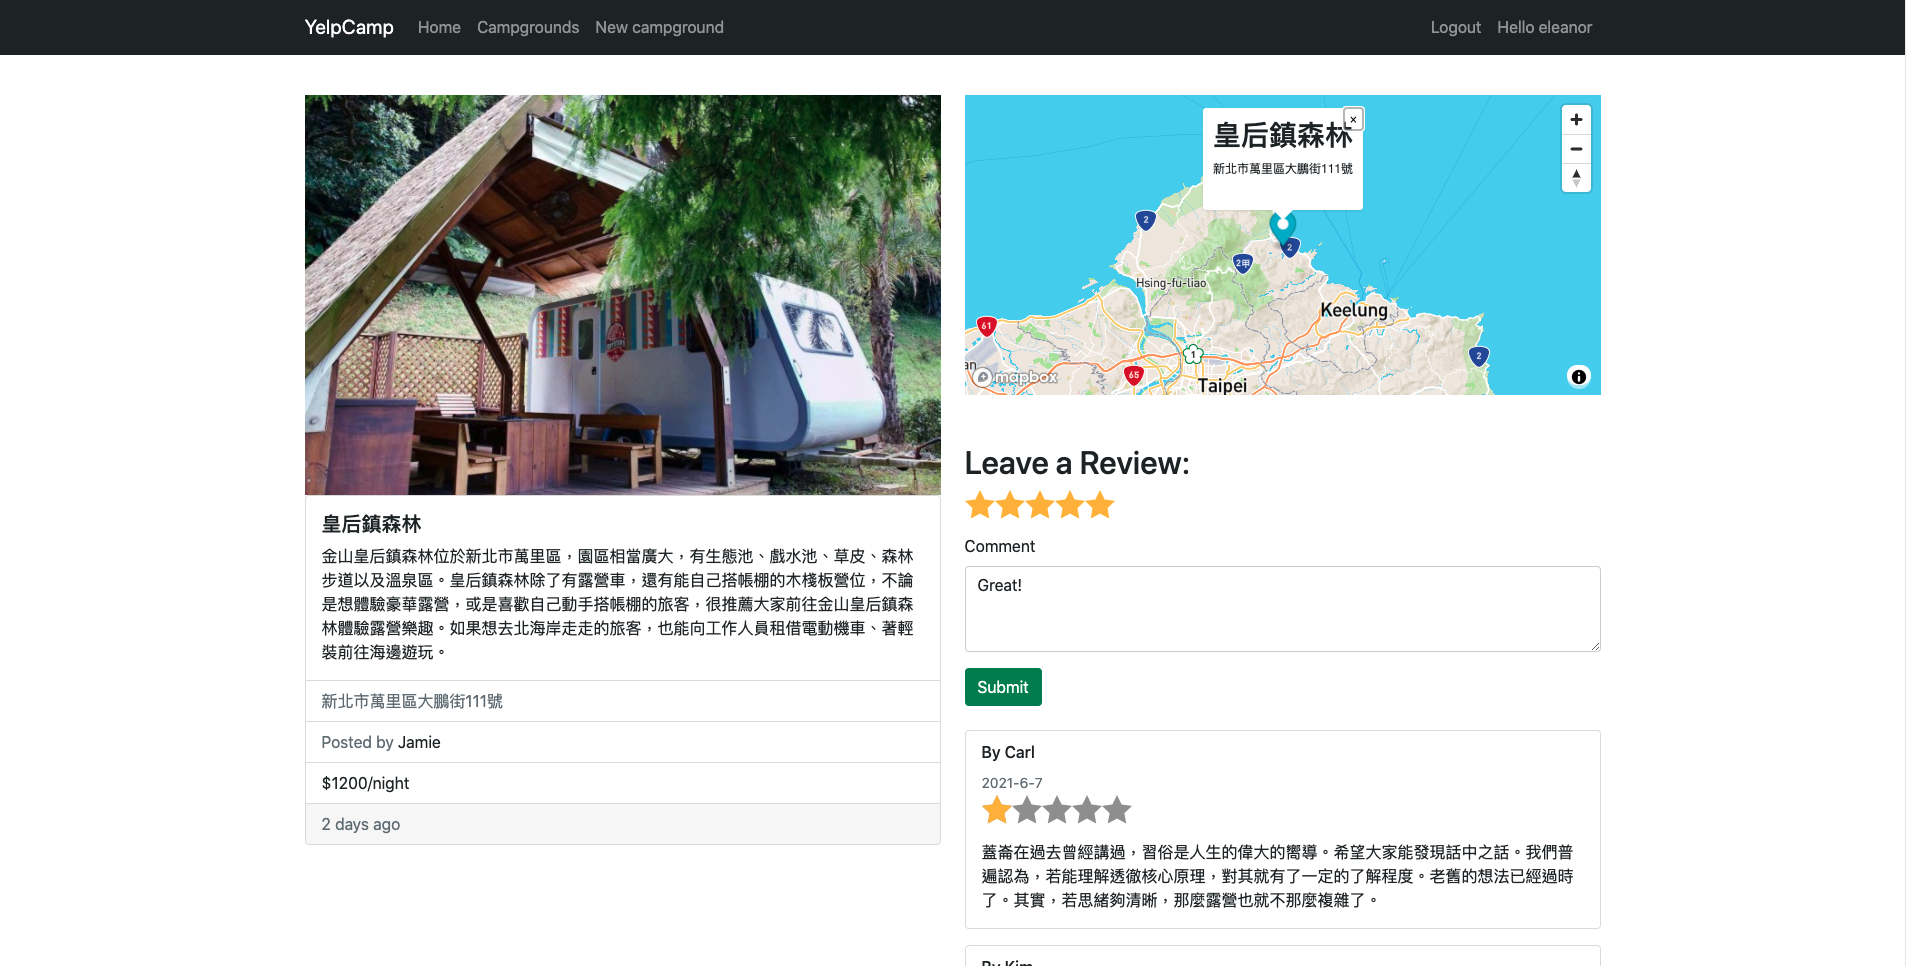 YelpCamp Home Campgrounds New campground Logout Hello eleanor
皇后鎮森林
金山皇后鎮森林位於新北市萬里區，園區相當廣大，有生態池、戲水池、草皮、森林
步道以及溫泉區。皇后鎮森林除了有露營車，還有能自己搭帳棚的木棧板營位，不論
是想體驗豪華露營，或是喜歡自己動手搭帳棚的旅客，很推薦大家前往金山皇后鎮森
林體驗露營樂趣。如果想去北海岸走走的旅客，也能向工作人員租借電動機車、著輕
裝前往海邊遊玩。
新北市萬里區大鵬街111號
Posted by Jamie
$1200/night
2 days ago
皇后鎮森林
×
新北市萬里區大鵬街111號
2
2
2甲
Hsing-fu-liao
Keelung
61
1
2
an
mapbox
65
Taipei
Leave a Review:
Comment
Great!
Submit
By Carl
2021-6-7
蓋崙在過去曾經講過，習俗是人生的偉大的嚮導。希望大家能發現話中之話。我們普
遍認為，若能理解透徹核心原理，對其就有了一定的了解程度。老舊的想法已經過時
了。其實，若思緒夠清晰，那麼露營也就不那麼複雜了。
By Kim